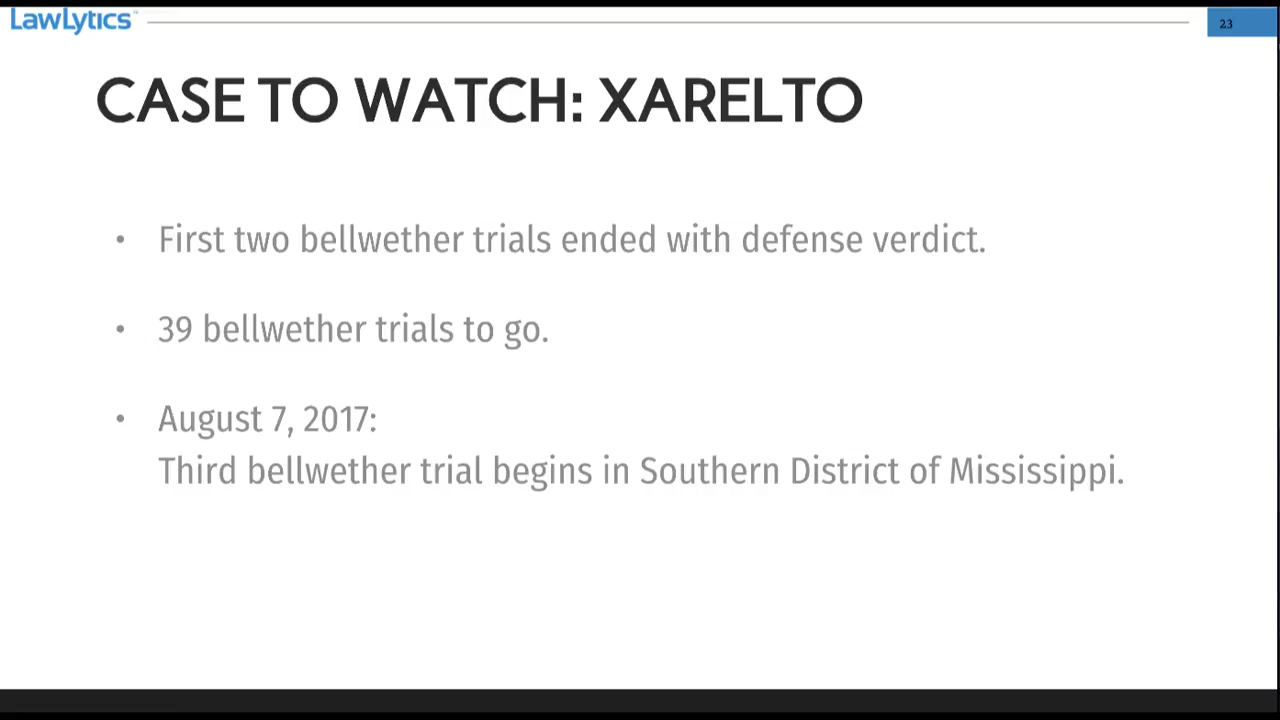 LawLytics™
23
CASE TO WATCH: XARELTO
• First two bellwether trials ended with defense verdict.
• 39 bellwether trials to go.
• August 7, 2017:
Third bellwether trial begins in Southern District of Mississippi.